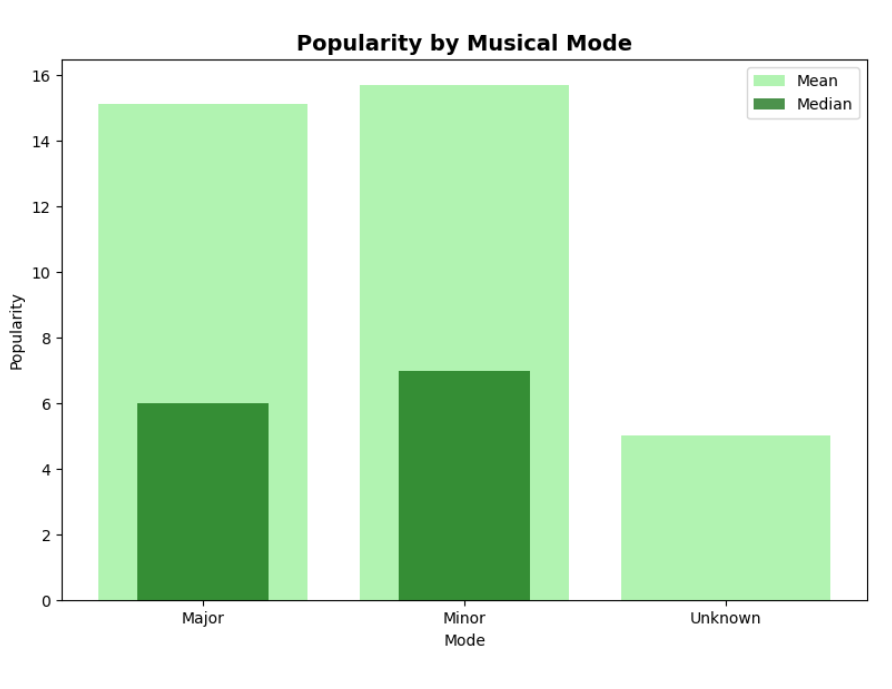 Popularity by Musical Mode
Mean
Median
16
14
12
10
8
6
4
2
0
Popularity
Major
Minor
Unknown
Mode